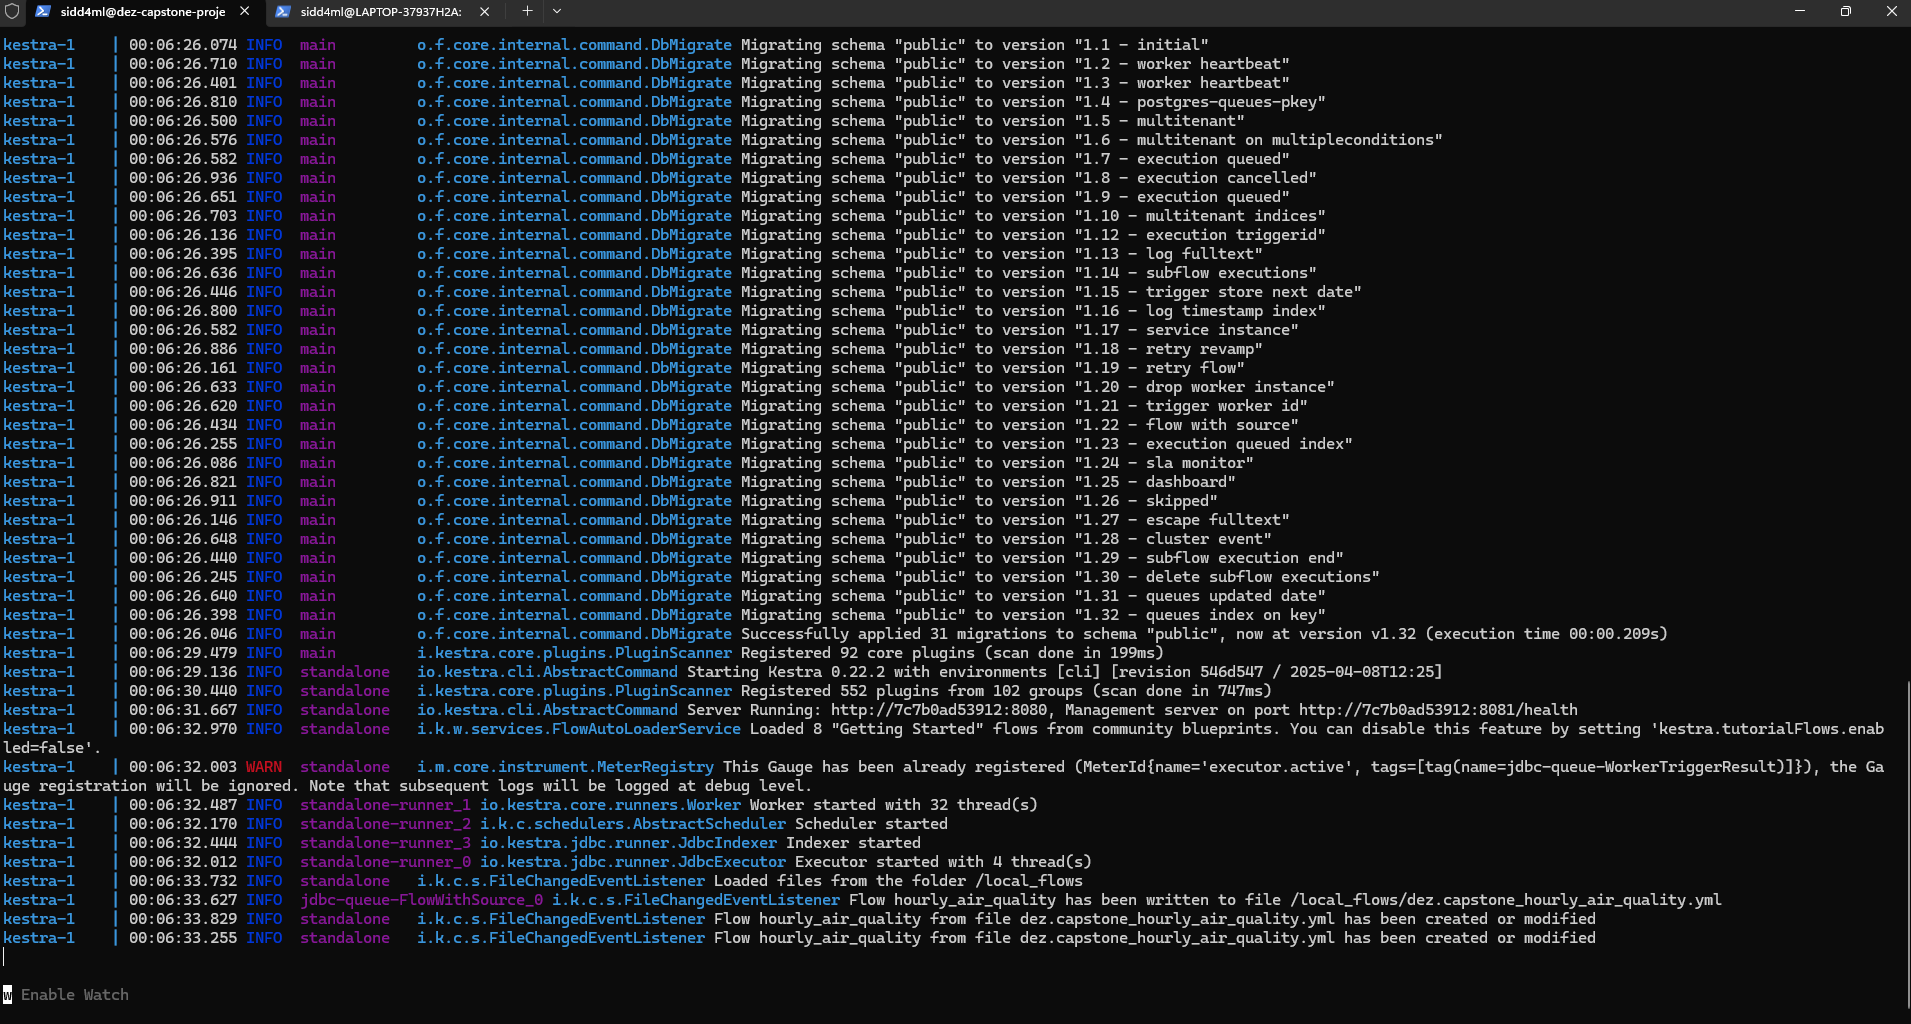 sidd4ml@dez-capstone-proje
sidd4ml@LAPTOP-37937H2A:
kestra-1 | 00:06:26.074 INFO main o.f.core.internal.command.DbMigrate Migrating schema "public" to version "1.1 - initial"
kestra-1 | 00:06:26.710 INFO main o.f.core.internal.command.DbMigrate Migrating schema "public" to version "1.2 - worker heartbeat"
kestra-1 | 00:06:26.401 INFO main o.f.core.internal.command.DbMigrate Migrating schema "public" to version "1.3 - worker heartbeat"
kestra-1 | 00:06:26.810 INFO main o.f.core.internal.command.DbMigrate Migrating schema "public" to version "1.4 - postgres-queues-pkey"
kestra-1 | 00:06:26.500 INFO main o.f.core.internal.command.DbMigrate Migrating schema "public" to version "1.5 - multitenant"
kestra-1 | 00:06:26.576 INFO main o.f.core.internal.command.DbMigrate Migrating schema "public" to version "1.6 - multitenant on multipleconditions"
kestra-1 | 00:06:26.582 INFO main o.f.core.internal.command.DbMigrate Migrating schema "public" to version "1.7 - execution queued"
kestra-1 | 00:06:26.936 INFO main o.f.core.internal.command.DbMigrate Migrating schema "public" to version "1.8 - execution cancelled"
kestra-1 | 00:06:26.651 INFO main o.f.core.internal.command.DbMigrate Migrating schema "public" to version "1.9 - execution queued"
kestra-1 | 00:06:26.703 INFO main o.f.core.internal.command.DbMigrate Migrating schema "public" to version "1.10 - multitenant indices"
kestra-1 | 00:06:26.136 INFO main o.f.core.internal.command.DbMigrate Migrating schema "public" to version "1.12 - execution triggerid"
kestra-1 | 00:06:26.395 INFO main o.f.core.internal.command.DbMigrate Migrating schema "public" to version "1.13 - log fulltext"
kestra-1 | 00:06:26.636 INFO main o.f.core.internal.command.DbMigrate Migrating schema "public" to version "1.14 - subflow executions"
kestra-1 | 00:06:26.446 INFO main o.f.core.internal.command.DbMigrate Migrating schema "public" to version "1.15 - trigger store next date"
kestra-1 | 00:06:26.800 INFO main o.f.core.internal.command.DbMigrate Migrating schema "public" to version "1.16 - log timestamp index"
kestra-1 | 00:06:26.582 INFO main o.f.core.internal.command.DbMigrate Migrating schema "public" to version "1.17 - service instance"
kestra-1 | 00:06:26.886 INFO main o.f.core.internal.command.DbMigrate Migrating schema "public" to version "1.18 - retry revamp"
kestra-1 | 00:06:26.161 INFO main o.f.core.internal.command.DbMigrate Migrating schema "public" to version "1.19 - retry flow"
kestra-1 | 00:06:26.633 INFO main o.f.core.internal.command.DbMigrate Migrating schema "public" to version "1.20 - drop worker instance"
kestra-1 | 00:06:26.620 INFO main o.f.core.internal.command.DbMigrate Migrating schema "public" to version "1.21 - trigger worker id"
kestra-1 | 00:06:26.434 INFO main o.f.core.internal.command.DbMigrate Migrating schema "public" to version "1.22 - flow with source"
kestra-1 | 00:06:26.255 INFO main o.f.core.internal.command.DbMigrate Migrating schema "public" to version "1.23 - execution queued index"
kestra-1 | 00:06:26.086 INFO main o.f.core.internal.command.DbMigrate Migrating schema "public" to version "1.24 - sla monitor"
kestra-1 | 00:06:26.821 INFO main o.f.core.internal.command.DbMigrate Migrating schema "public" to version "1.25 - dashboard"
kestra-1 | 00:06:26.911 INFO main o.f.core.internal.command.DbMigrate Migrating schema "public" to version "1.26 - skipped"
kestra-1 | 00:06:26.146 INFO main o.f.core.internal.command.DbMigrate Migrating schema "public" to version "1.27 - escape fulltext"
kestra-1 | 00:06:26.648 INFO main o.f.core.internal.command.DbMigrate Migrating schema "public" to version "1.28 - cluster event"
kestra-1 | 00:06:26.440 INFO main o.f.core.internal.command.DbMigrate Migrating schema "public" to version "1.29 - subflow execution end"
kestra-1 | 00:06:26.245 INFO main o.f.core.internal.command.DbMigrate Migrating schema "public" to version "1.30 - delete subflow executions"
kestra-1 | 00:06:26.640 INFO main o.f.core.internal.command.DbMigrate Migrating schema "public" to version "1.31 - queues updated date"
kestra-1 | 00:06:26.398 INFO main o.f.core.internal.command.DbMigrate Migrating schema "public" to version "1.32 - queues index on key"
kestra-1 | 00:06:26.046 INFO main o.f.core.internal.command.DbMigrate Successfully applied 31 migrations to schema "public", now at version v1.32 (execution time 00:00.209s)
kestra-1 | 00:06:29.479 INFO main i.kestra.core.plugins.PluginScanner Registered 92 core plugins (scan done in 199ms)
kestra-1 | 00:06:29.136 INFO standalone io.kestra.cli.AbstractCommand Starting Kestra 0.22.2 with environments [cli] [revision 546d547 / 2025-04-08T12:25]
kestra-1 | 00:06:30.440 INFO standalone i.kestra.core.plugins.PluginScanner Registered 552 plugins from 102 groups (scan done in 747ms)
kestra-1 | 00:06:31.667 INFO standalone io.kestra.cli.AbstractCommand Server Running: http://7c7b0ad53912:8080, Management server on port http://7c7b0ad53912:8081/health
kestra-1 | 00:06:32.970 INFO standalone i.k.w.services.FlowAutoLoaderService Loaded 8 "Getting Started" flows from community blueprints. You can disable this feature by setting 'kestra.tutorialFlows.enab
led=false'.
kestra-1 | 00:06:32.003 WARN standalone i.m.core.instrument.MeterRegistry This Gauge has been already registered (MeterId{name='executor.active', tags=[tag(name=jdbc-queue-WorkerTriggerResult)]}), the Ga
uge registration will be ignored. Note that subsequent logs will be logged at debug level.
kestra-1 | 00:06:32.487 INFO standalone-runner_1 io.kestra.core.runners.Worker Worker started with 32 thread(s)
kestra-1 | 00:06:32.170 INFO standalone-runner_2 i.k.c.schedulers.AbstractScheduler Scheduler started
kestra-1 | 00:06:32.444 INFO standalone-runner_3 io.kestra.jdbc.runner.JdbcIndexer Indexer started
kestra-1 | 00:06:32.012 INFO standalone-runner_0 io.kestra.jdbc.runner.JdbcExecutor Executor started with 4 thread(s)
kestra-1 | 00:06:33.732 INFO standalone i.k.c.s.FileChangedEventListener Loaded files from the folder /local_flows
kestra-1 | 00:06:33.627 INFO jdbc-queue-FlowWithSource_0 i.k.c.s.FileChangedEventListener Flow hourly_air_quality has been written to file /local_flows/dez.capstone_hourly_air_quality.yml
kestra-1 | 00:06:33.829 INFO standalone i.k.c.s.FileChangedEventListener Flow hourly_air_quality from file dez.capstone_hourly_air_quality.yml has been created or modified
kestra-1 | 00:06:33.255 INFO standalone i.k.c.s.FileChangedEventListener Flow hourly_air_quality from file dez.capstone_hourly_air_quality.yml has been created or modified
w Enable Watch